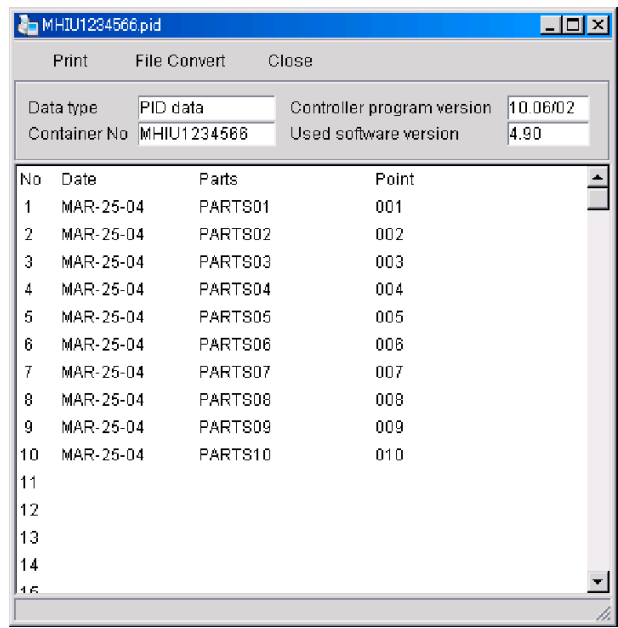 MHIU1234566.pid
Print File Convert Close
Data type PID data Controller program version 10.06/02
Container No MHIU1234566 Used software version 4.90
No Date Parts Point
1 MAR-25-04 PARTS01 001
2 MAR-25-04 PARTS02 002
3 MAR-25-04 PARTS03 003
4 MAR-25-04 PARTS04 004
5 MAR-25-04 PARTS05 005
6 MAR-25-04 PARTS06 006
7 MAR-25-04 PARTS07 007
8 MAR-25-04 PARTS08 008
9 MAR-25-04 PARTS09 009
10 MAR-25-04 PARTS10 010
11
12
13
14
15